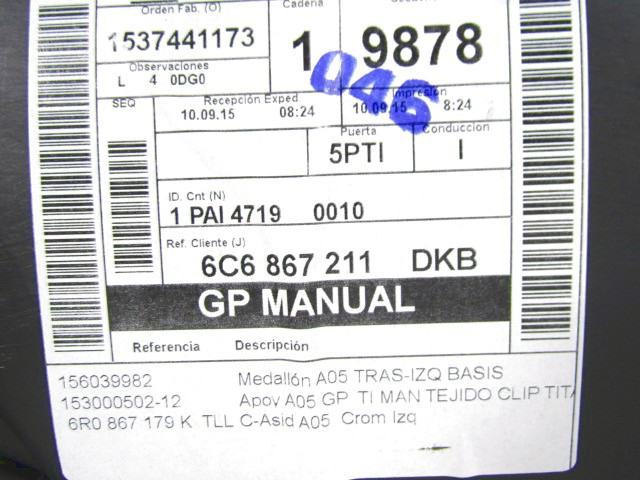 Orden Fab. (O)
Cadena
1537441173
1
9878
Observaciones
L 4 0DG0
046
SEQ
Recepción Exped
Impresión
10.09.15 08:24
10.09.15 8:24
Puerta
Conduccion
5PTI
I
ID. Cnt (N)
1 PAI 4719 0010
Ref. Cliente (J)
6C6 867 211 DKB
GP MANUAL
Referencia Descripción
156039982 Medallón A05 TRAS-IZQ BASIS
153000502-12 Apov A05 GP TI MAN TEJIDO CLIP TITA
6R0 867 179 K TLL C-Asid A05 Crom Izq